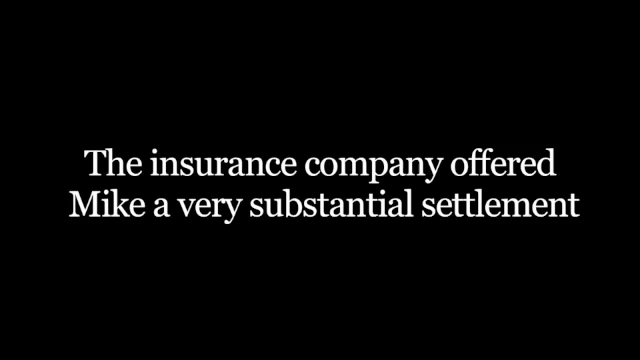 The insurance company offered
Mike a very substantial settlement